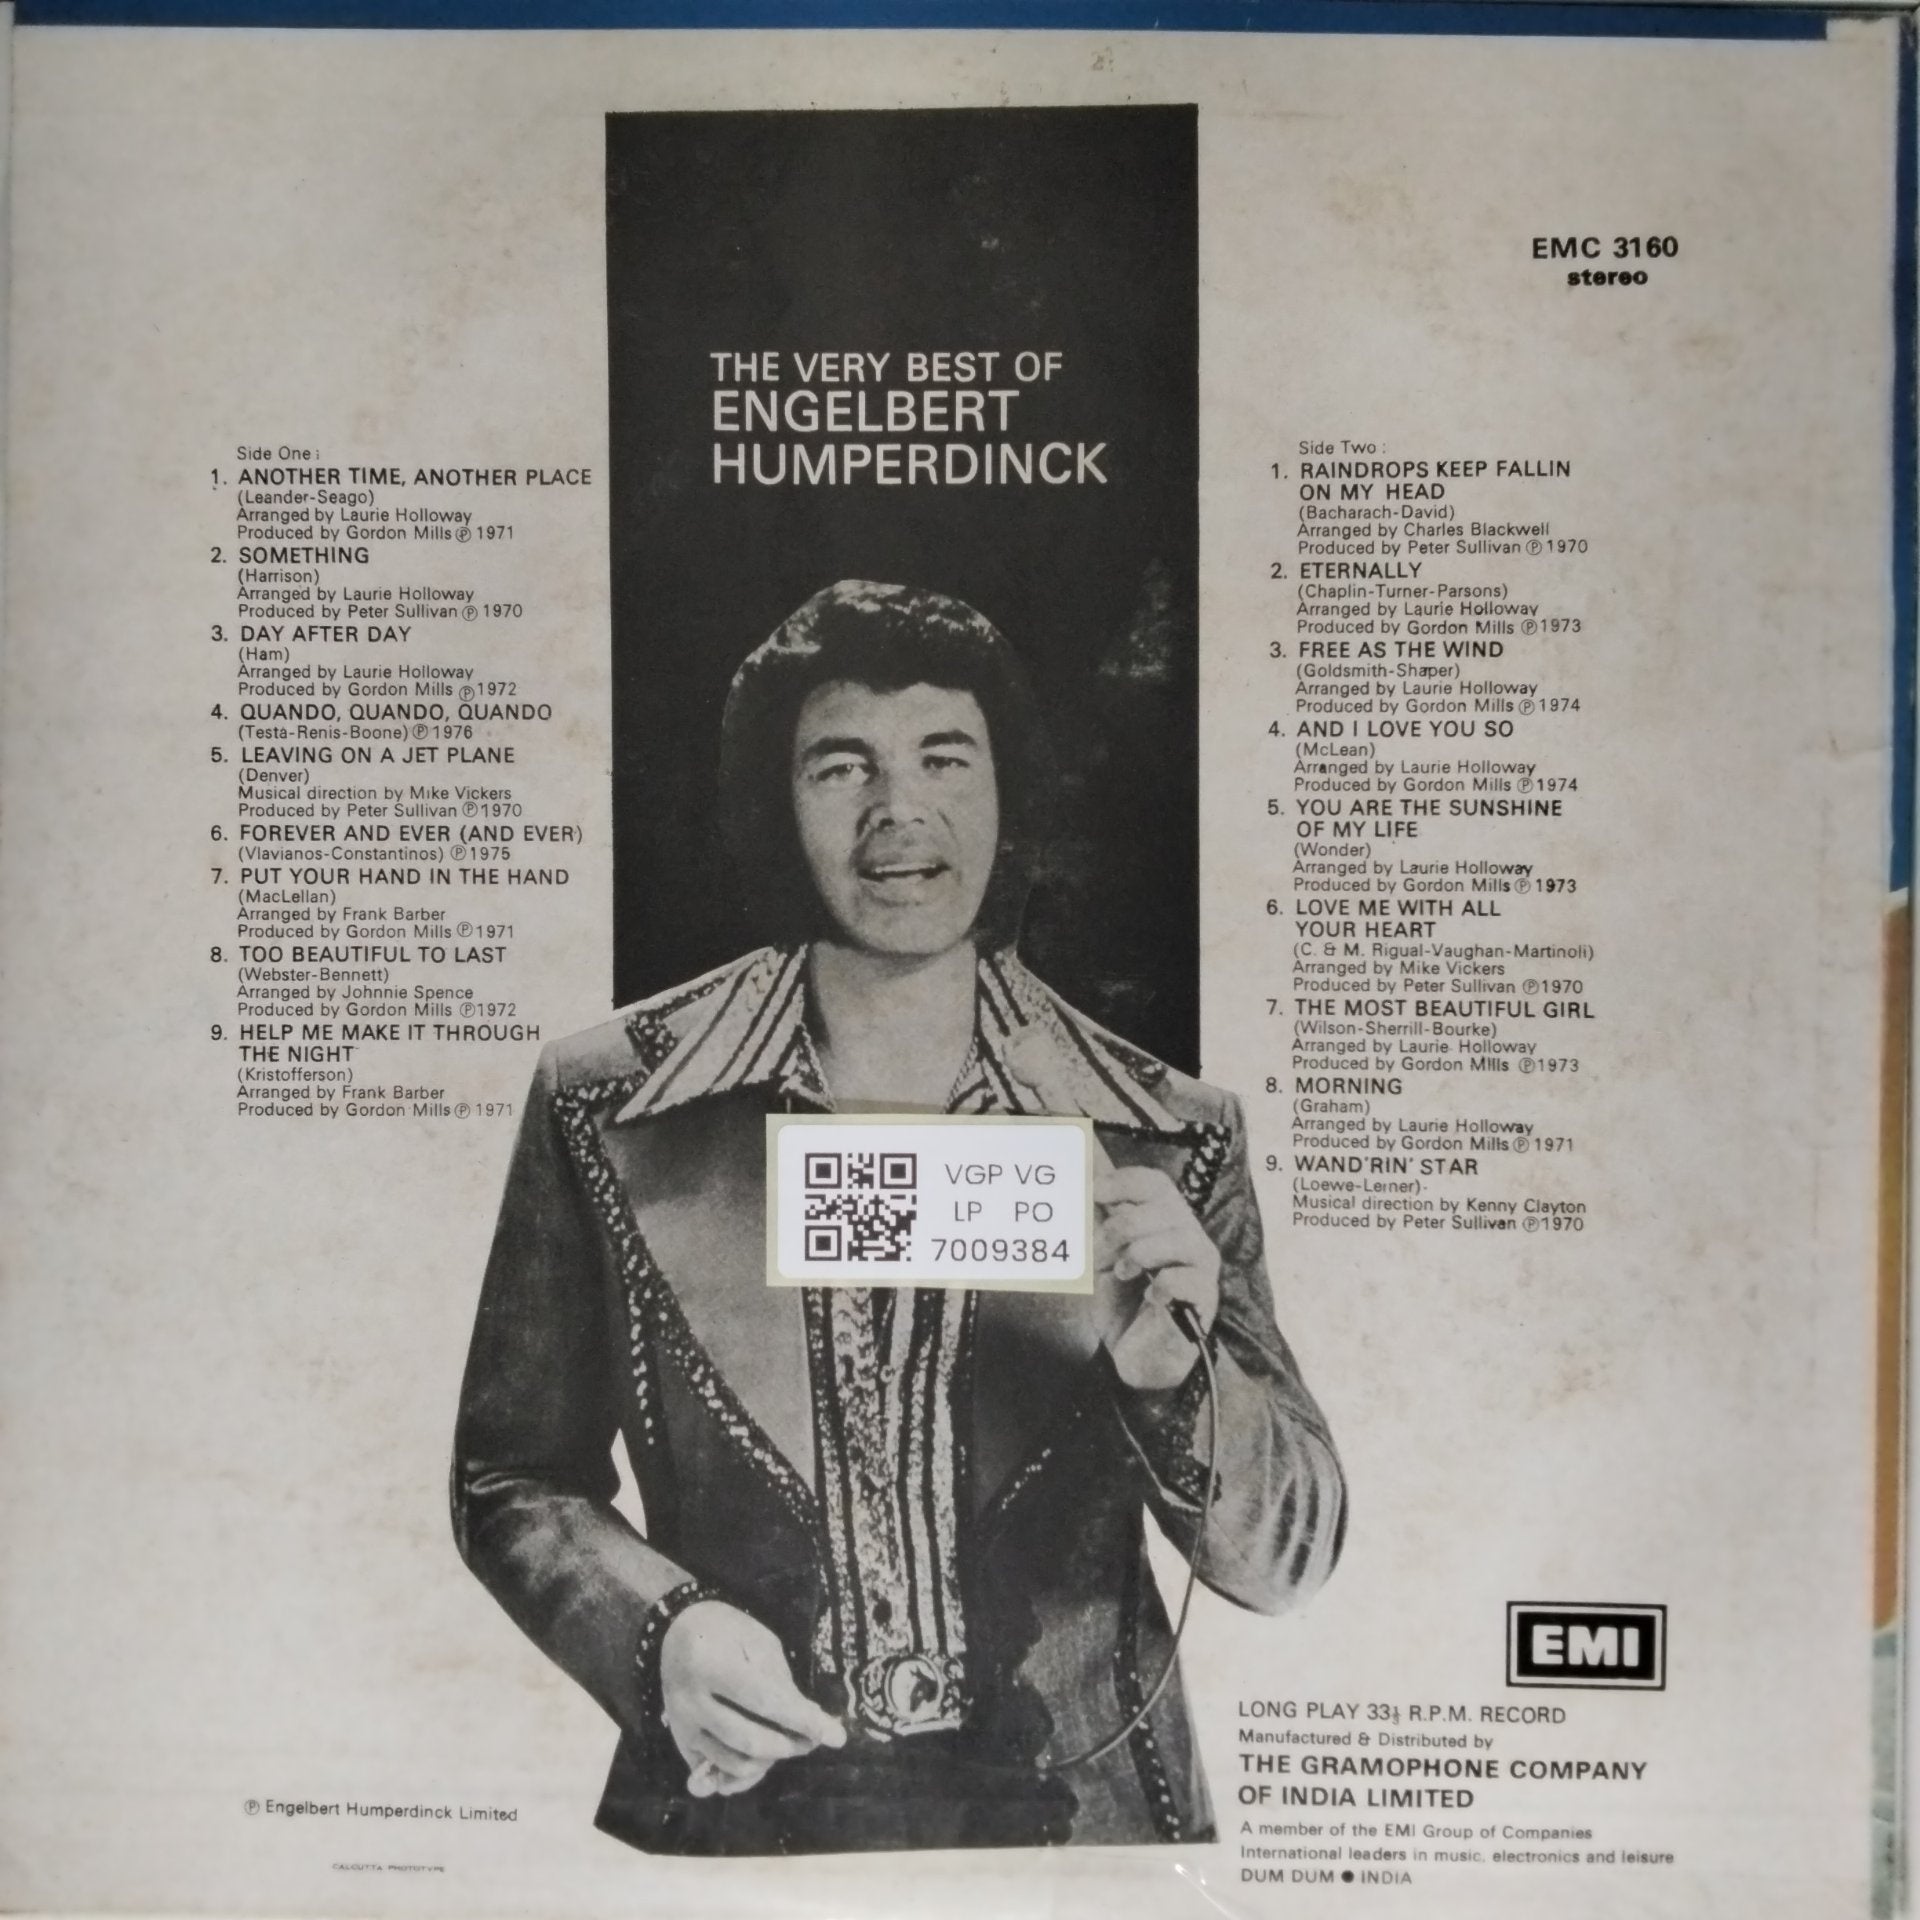 THE VERY BEST OF
ENGELBERT
HUMPERDINCK
EMC 3160
stereo
Side One :
1. ANOTHER TIME, ANOTHER PLACE
(Leander-Seago)
Arranged by Laurie Holloway
Produced by Gordon Mills ℗ 1971
2. SOMETHING
(Harrison)
Arranged by Laurie Holloway
Produced by Peter Sullivan ℗ 1970
3. DAY AFTER DAY
(Ham)
Arranged by Laurie Holloway
Produced by Gordon Mills ℗1972
4. QUANDO, QUANDO, QUANDO
(Testa-Renis-Boone) ℗ 1976
5. LEAVING ON A JET PLANE
(Denver)
Musical direction by Mike Vickers
Produced by Peter Sullivan ℗1970
6. FOREVER AND EVER (AND EVER)
(Vlavianos-Constantinos) ℗ 1975
7. PUT YOUR HAND IN THE HAND
(MacLellan)
Arranged by Frank Barber
Produced by Gordon Mills ℗1971
8. TOO BEAUTIFUL TO LAST
(Webster-Bennett)
Arranged by Johnnie Spence
Produced by Gordon Mills ℗1972
9. HELP ME MAKE IT THROUGH
THE NIGHT
(Kristofferson)
Arranged by Frank Barber
Produced by Gordon Mills ℗ 1971
Side Two :
1. RAINDROPS KEEP FALLIN
ON MY HEAD
(Bacharach-David)
Arranged by Charles Blackwell
Produced by Peter Sullivan ℗ 1970
2. ETERNALLY
(Chaplin-Turner-Parsons)
Arranged by Laurie Holloway
Produced by Gordon Mills ℗1973
3. FREE AS THE WIND
(Goldsmith-Shaper)
Arranged by Laurie Holloway
Produced by Gordon Mills ℗ 1974
4. AND I LOVE YOU SO
(McLean)
Arranged by Laurie Holloway
Produced by Gordon Mills ℗ 1974
5. YOU ARE THE SUNSHINE
OF MY LIFE
(Wonder)
Arranged by Laurie Holloway
Produced by Gordon Mills ℗ 1973
6. LOVE ME WITH ALL
YOUR HEART
(C. & M. Rigual-Vaughan-Martinoli)
Arranged by Mike Vickers
Produced by Peter Sullivan ℗1970
7. THE MOST BEAUTIFUL GIRL
(Wilson-Sherrill-Bourke)
Arranged by Laurie Holloway
Produced by Gordon Mills ℗1973
8. MORNING
(Graham)
Arranged by Laurie Holloway
Produced by Gordon Mills ℗ 1971
9. WAND'RIN' STAR
(Loewe-Lerner)
Musical direction by Kenny Clayton
Produced by Peter Sullivan ℗1970
VGP VG
LP PO
7009384
EMI
LONG PLAY 33⅓ R.P.M. RECORD
Manufactured & Distributed by
THE GRAMOPHONE COMPANY
OF INDIA LIMITED
A member of the EMI Group of Companies
International leaders in music, electronics and leisure
DUM DUM ● INDIA
℗ Engelbert Humperdinck Limited
CALCUTTA PHOTOTYPE